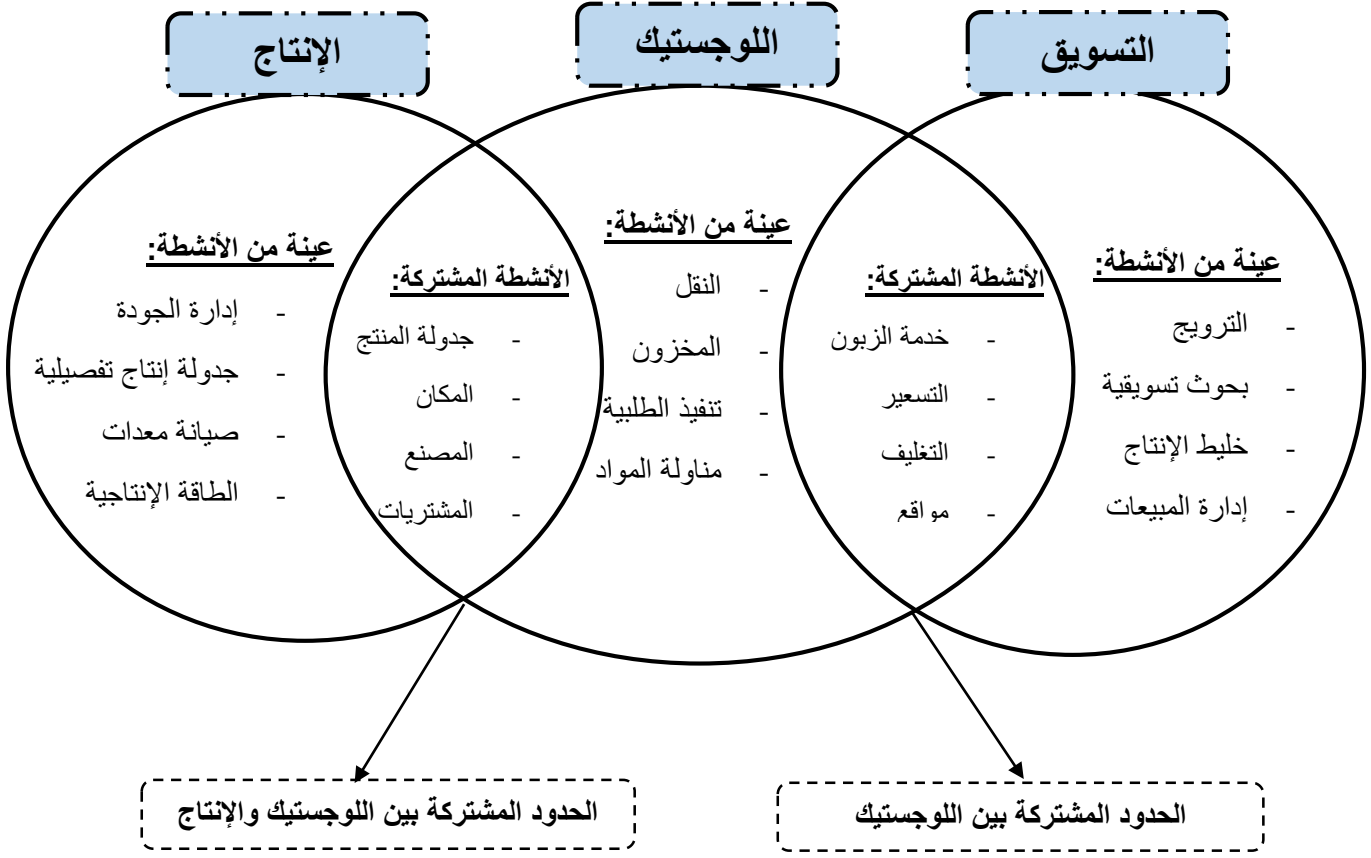 التسويق
اللوجستيك
الإنتاج
عينة من الأنشطة:
- الترويج
- بحوث تسويقية
- خليط الإنتاج
- إدارة المبيعات
الأنشطة المشتركة:
- خدمة الزبون
- التسعير
- التغليف
- مواقع
عينة من الأنشطة:
- النقل
- المخزون
- تنفيذ الطلبية
- مناولة المواد
الأنشطة المشتركة:
- جدولة المنتج
- المكان
- المصنع
- المشتريات
عينة من الأنشطة:
- إدارة الجودة
- جدولة إنتاج تفصيلية
- صيانة معدات
- الطاقة الإنتاجية
الحدود المشتركة بين اللوجستيك
الحدود المشتركة بين اللوجستيك والإنتاج